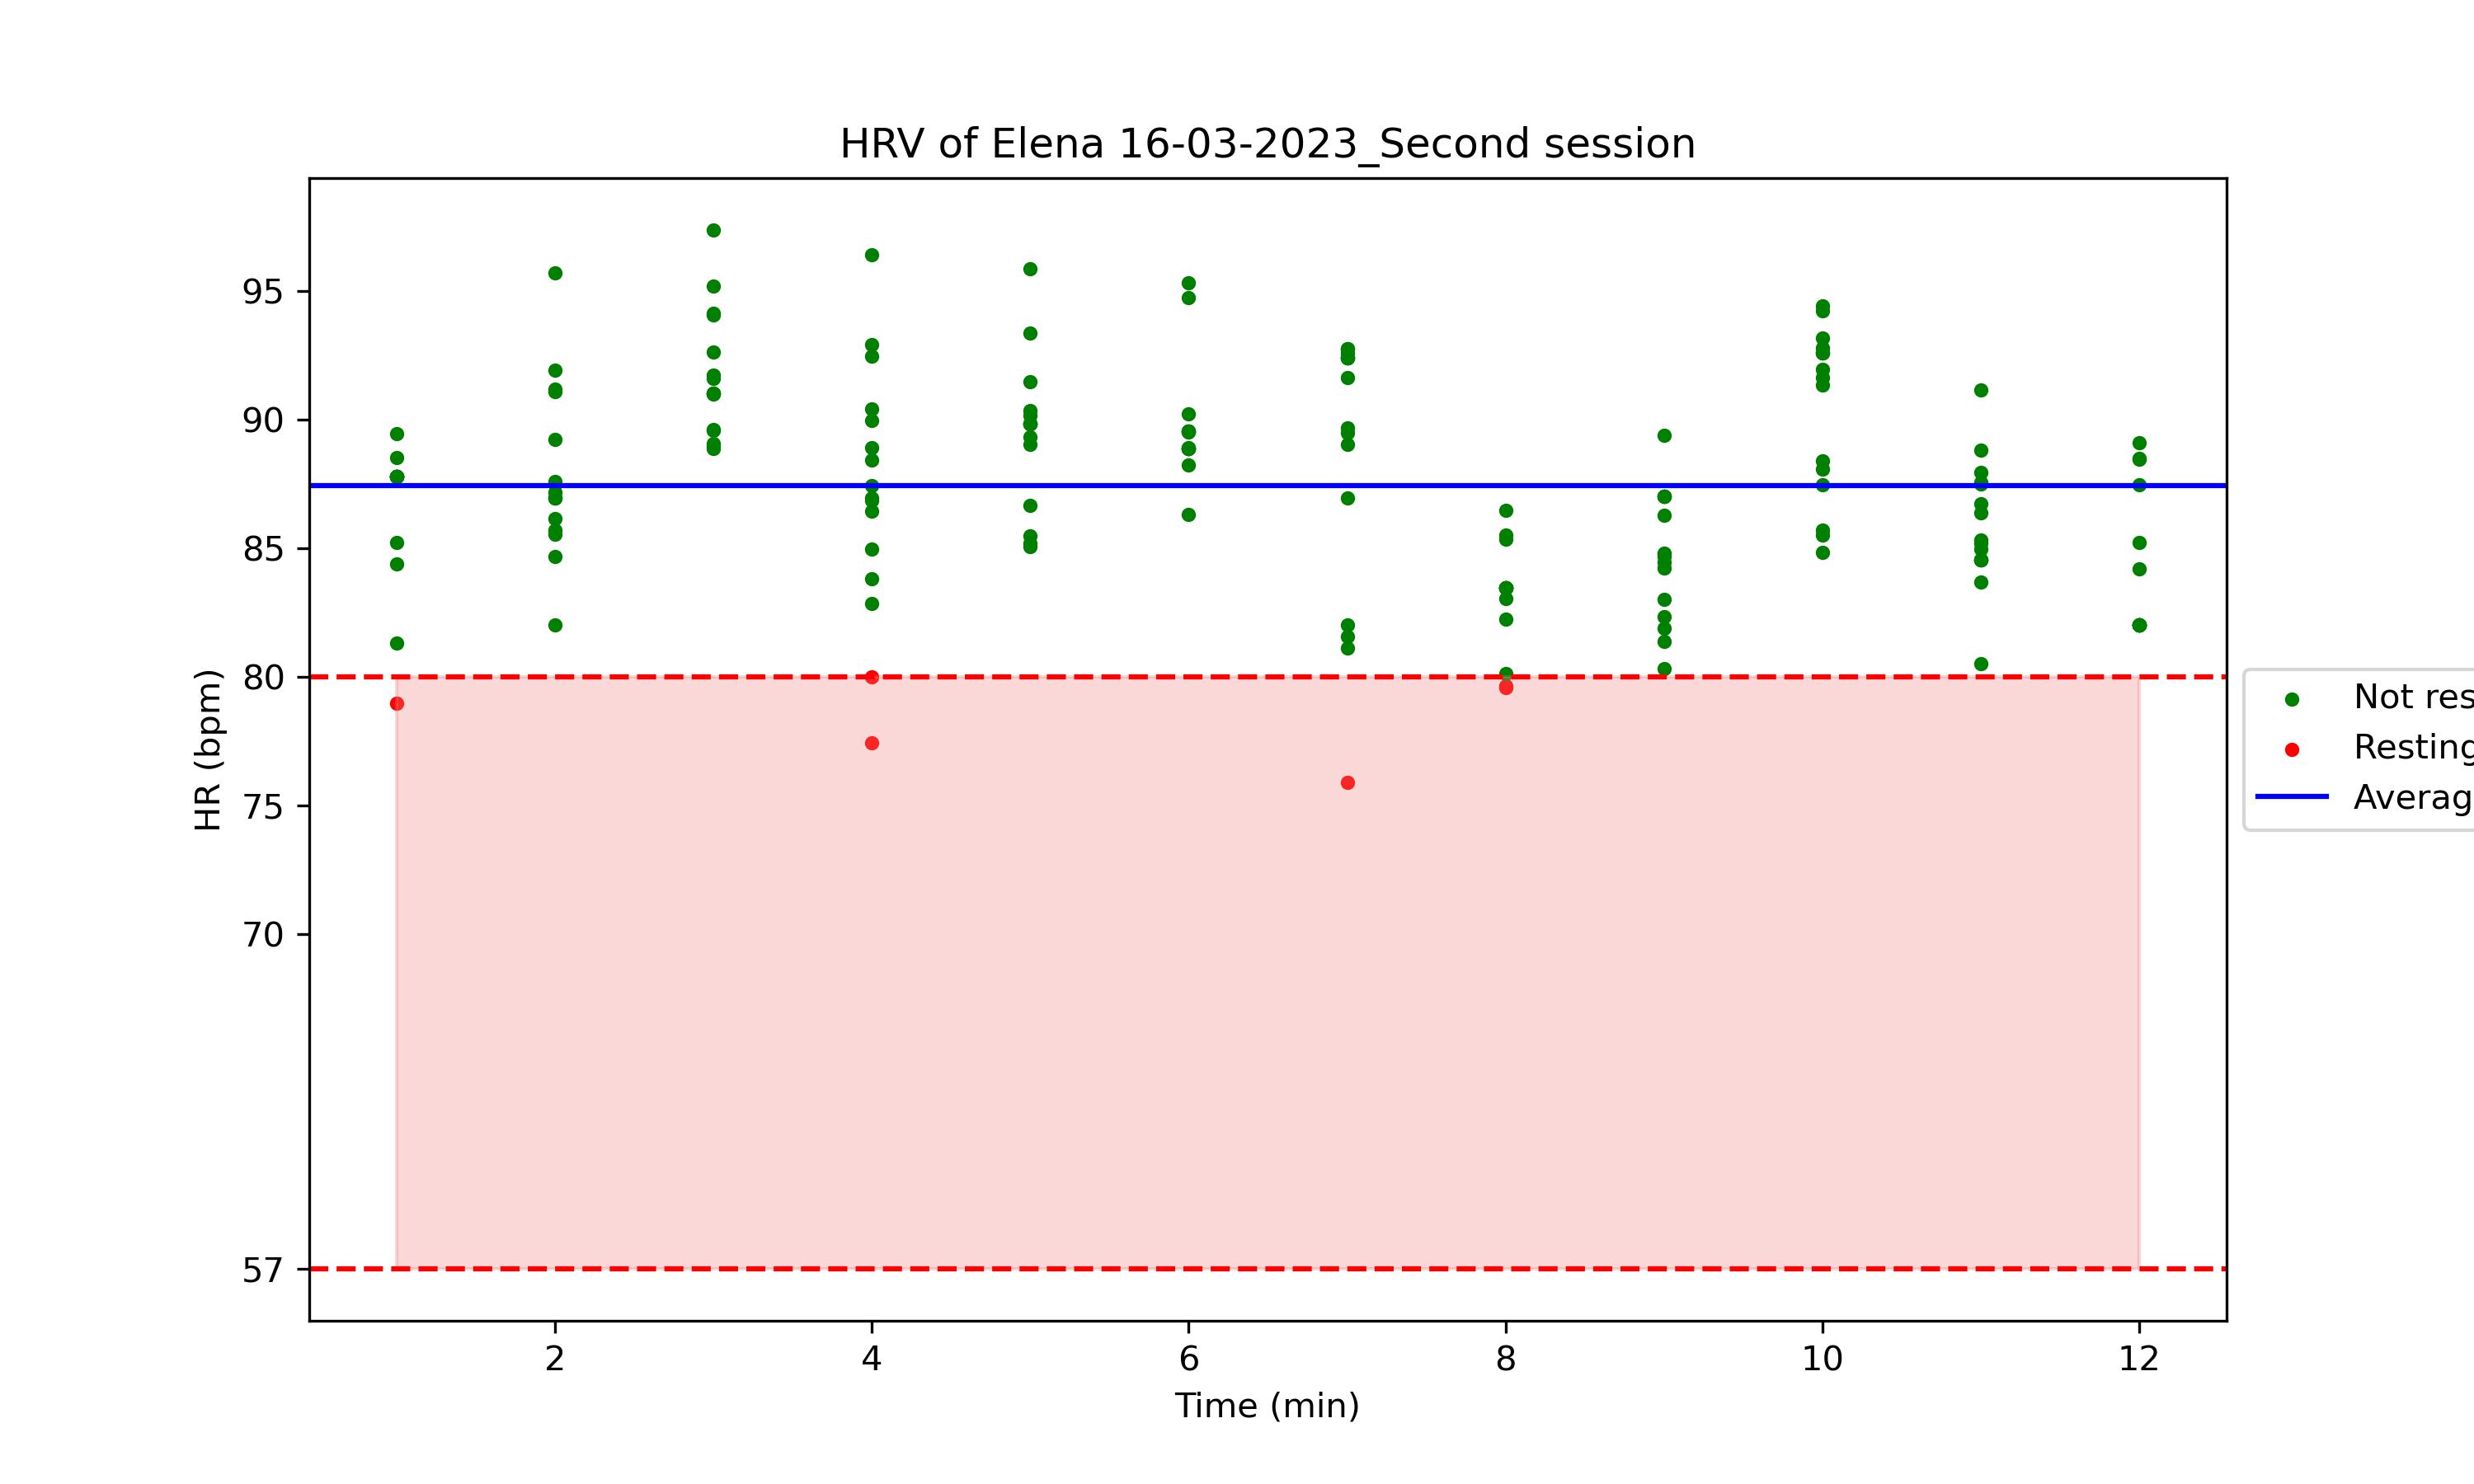 HRV of Elena 16-03-2023_Second session
HR (bpm)
95
90
85
80
75
70
57
2
4
6
8
10
12
Time (min)
Not res
Resting
Averag